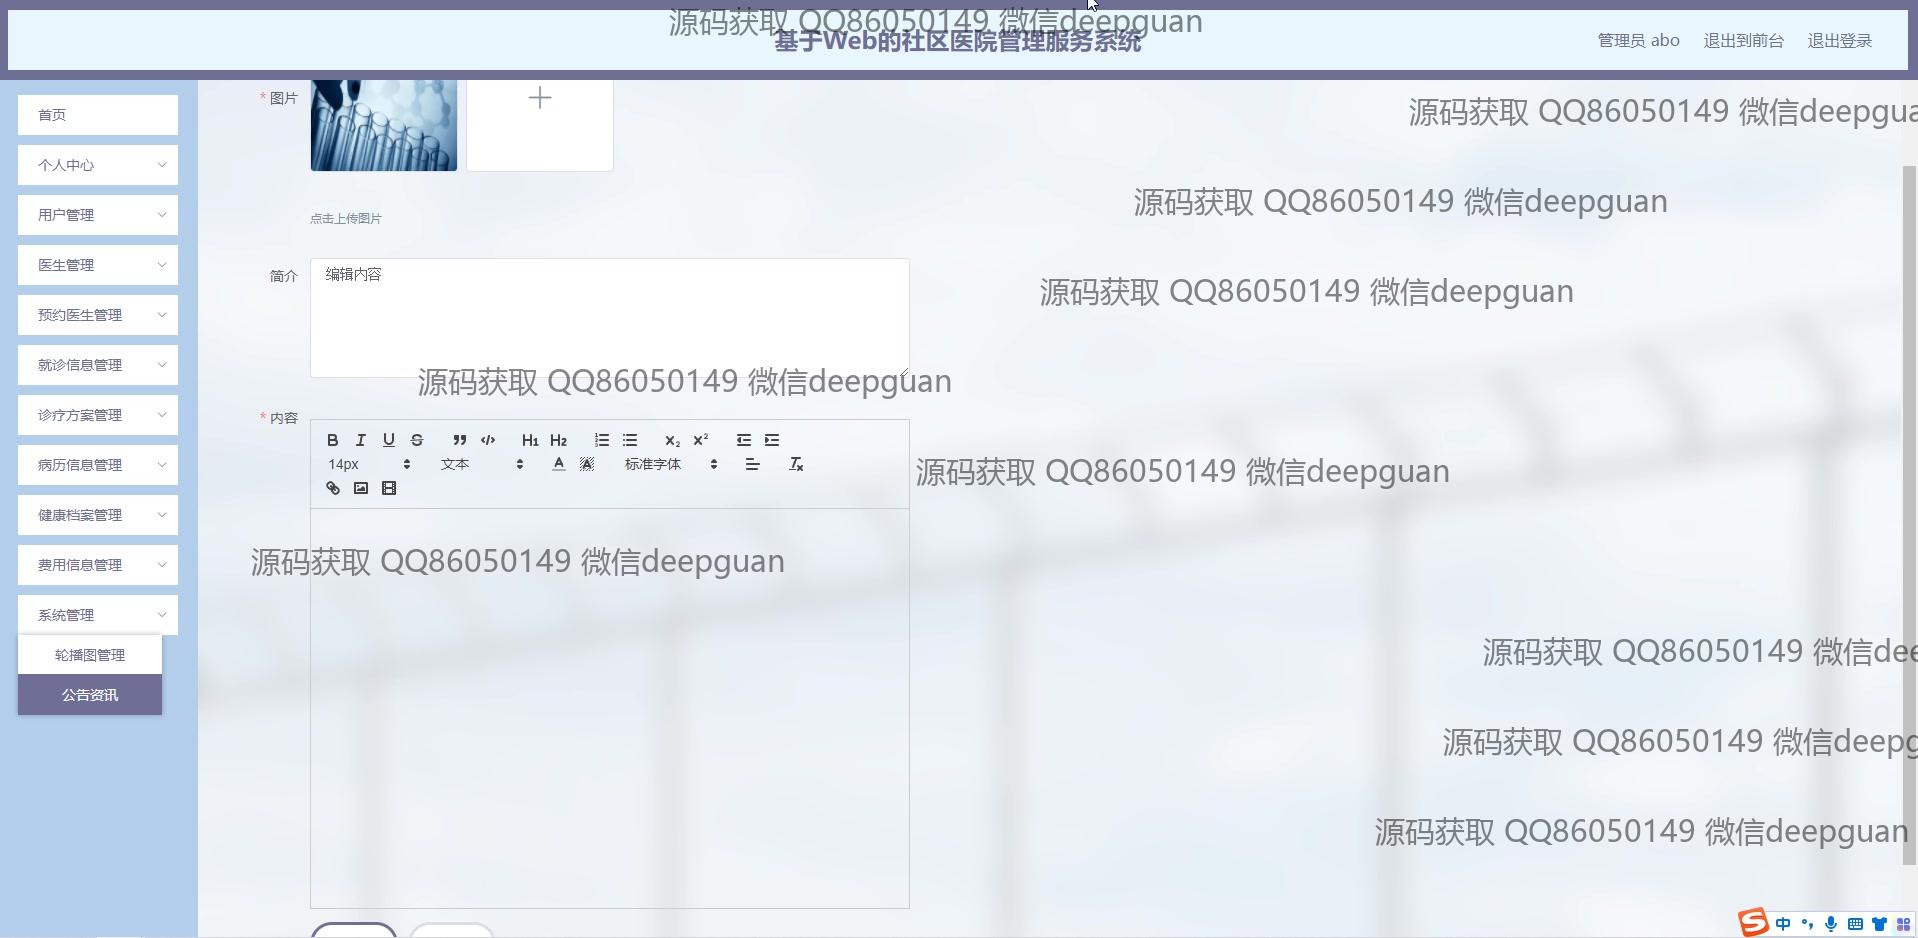 源码获取 QQ86050149 微信deepguan
基于Web的社区医院管理服务系统
管理员 abo
退出到前台
退出登录
首页
个人中心
用户管理
医生管理
预约医生管理
就诊信息管理
诊疗方案管理
病历信息管理
健康档案管理
费用信息管理
系统管理
轮播图管理
公告资讯
* 图片
点击上传图片
简介
编辑内容
* 内容
B I U S H1 H2 X2 X2
14px 文本 A A 标准字体 Tx
源码获取 QQ86050149 微信deepgua
源码获取 QQ86050149 微信deepguan
源码获取 QQ86050149 微信deepguan
源码获取 QQ86050149 微信deepguan
源码获取 QQ86050149 微信deepguan
源码获取 QQ86050149 微信deepguan
源码获取 QQ86050149 微信dee
源码获取 QQ86050149 微信deepg
源码获取 QQ86050149 微信deepguan
S 中